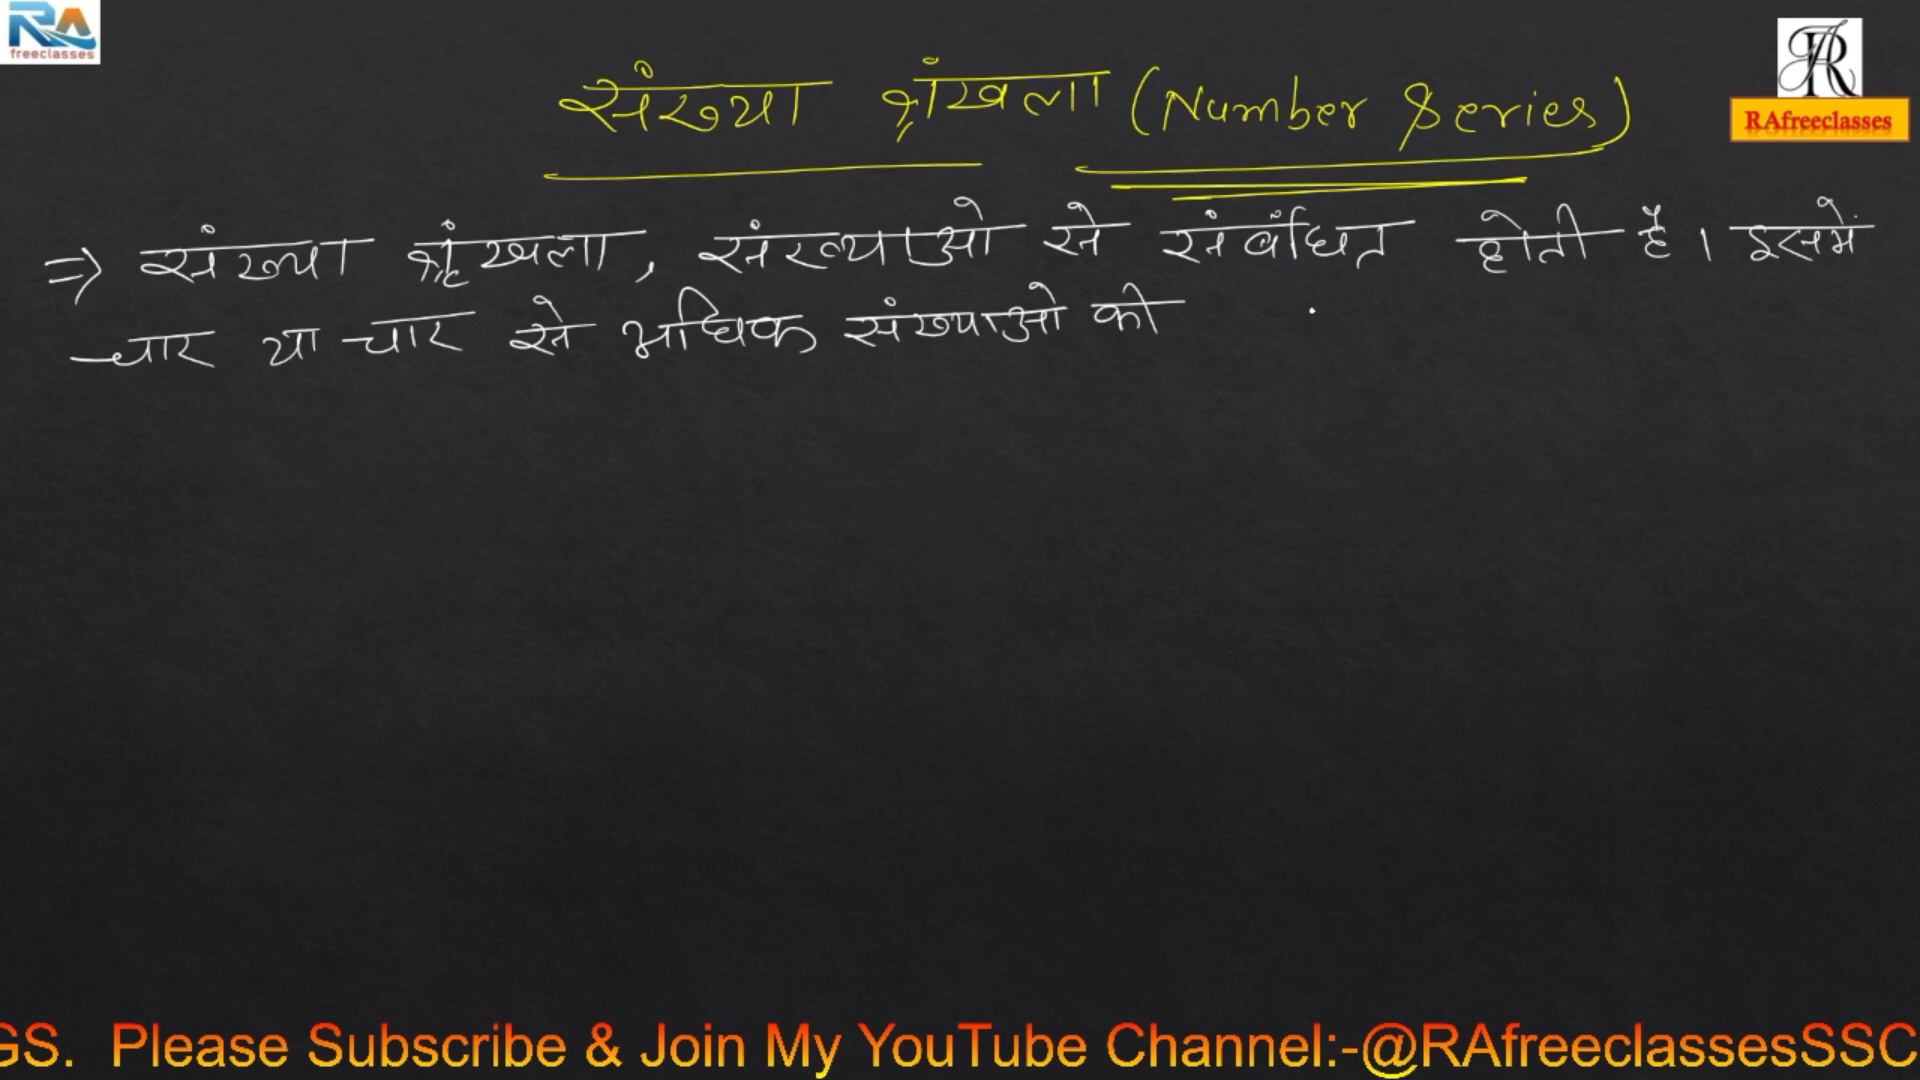 RA
freeclasses
RAfreeclasses
संख्या श्रंखला (Number Series)
⇒ संख्या श्रृंखला, संख्याओ से संबंधित होती है। इसमें
चार या चार से अधिक संख्याओ को
GS. Please Subscribe & Join My YouTube Channel:-@RAfreeclassesSSC